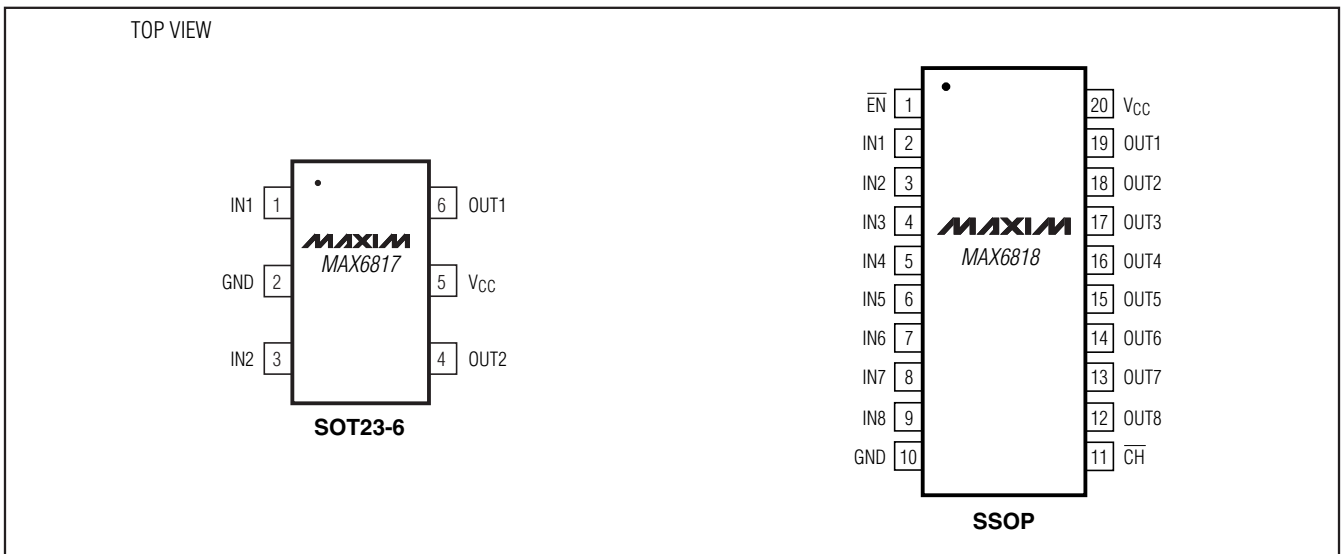 TOP VIEW
IN1 1
6 OUT1
GND 2
5 VCC
IN2 3
4 OUT2
MAXIM
MAX6817
SOT23-6
EN 1
20 VCC
IN1 2
19 OUT1
IN2 3
18 OUT2
IN3 4
17 OUT3
IN4 5
16 OUT4
IN5 6
15 OUT5
IN6 7
14 OUT6
IN7 8
13 OUT7
IN8 9
12 OUT8
GND 10
11 CH
MAXIM
MAX6818
SSOP